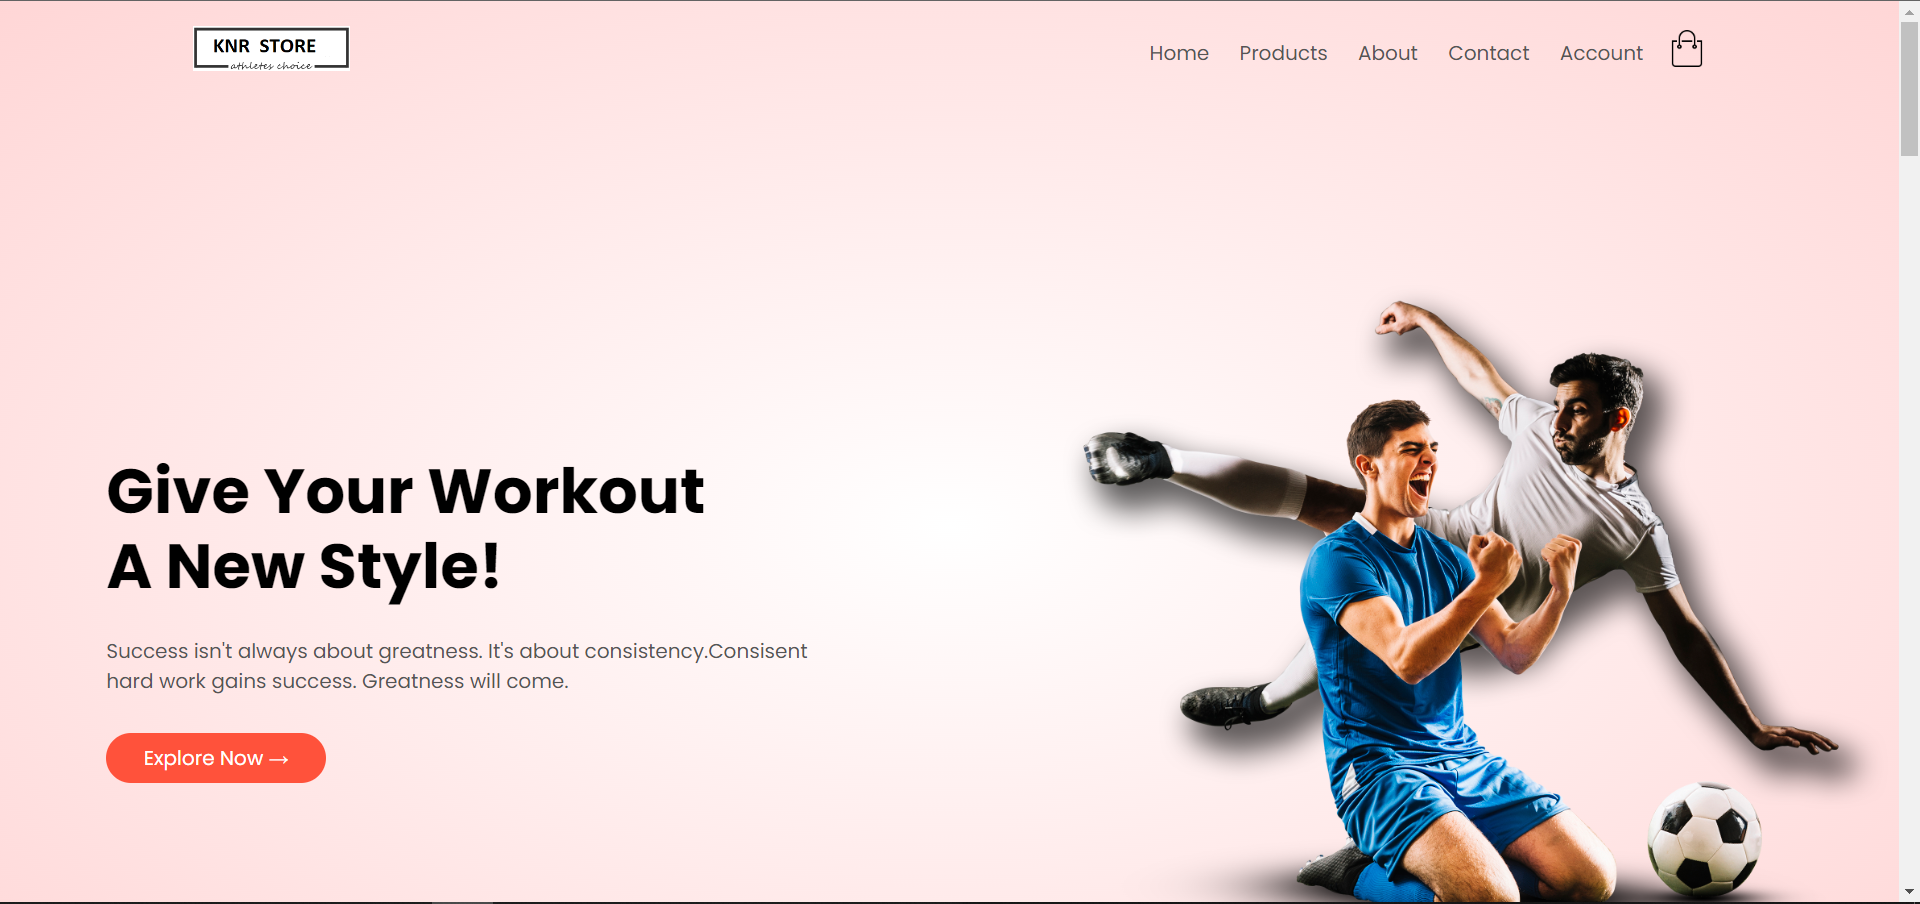 KNR STORE
athletes choice
Home Products About Contact Account
Give Your Workout
A New Style!
Success isn't always about greatness. It's about consistency.Consisent
hard work gains success. Greatness will come.
Explore Now →